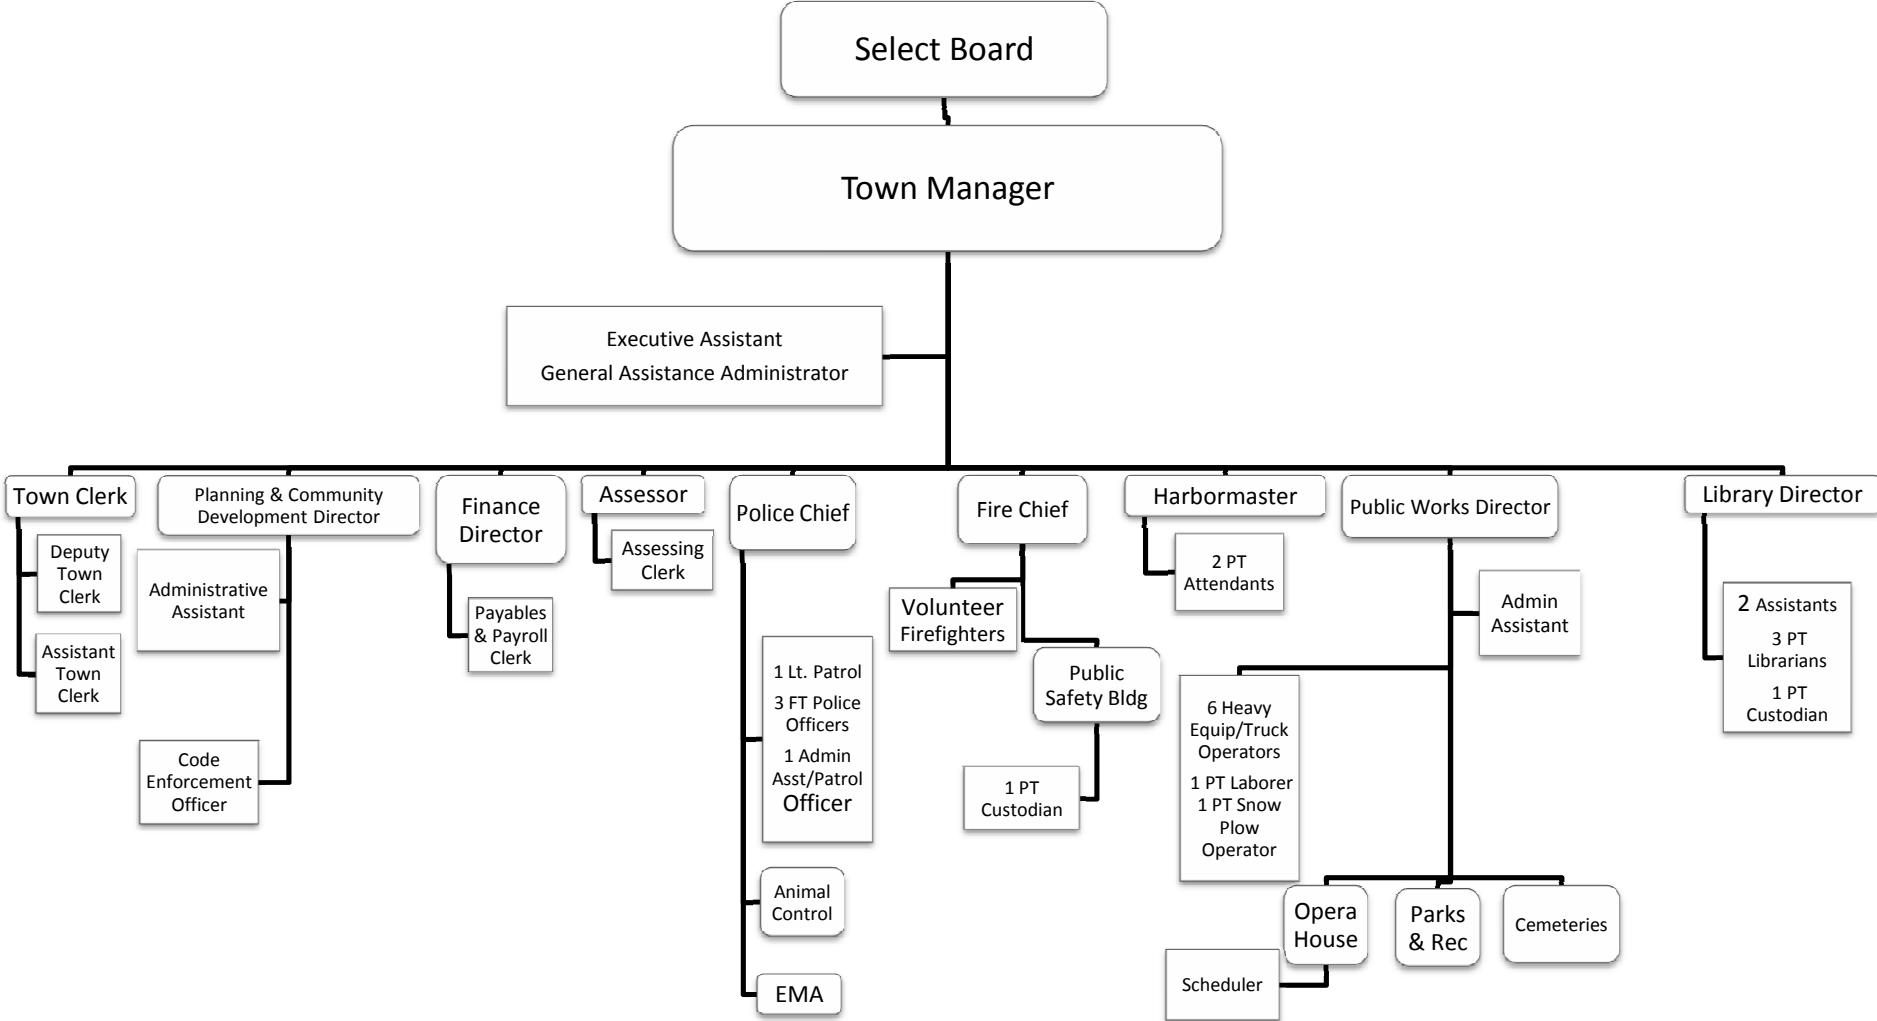 Select Board
Town Manager
Executive Assistant
General Assistance Administrator
Town Clerk
Deputy
Town
Clerk
Assistant
Town
Clerk
Planning & Community
Development Director
Administrative
Assistant
Code
Enforcement
Officer
Finance
Director
Payables
& Payroll
Clerk
Assessor
Assessing
Clerk
Police Chief
1 Lt. Patrol
3 FT Police
Officers
1 Admin
Asst/Patrol
Officer
Animal
Control
EMA
Fire Chief
Volunteer
Firefighters
Public
Safety Bldg
1 PT
Custodian
Harbormaster
2 PT
Attendants
Public Works Director
Admin
Assistant
6 Heavy
Equip/Truck
Operators
1 PT Laborer
1 PT Snow
Plow
Operator
Opera
House
Scheduler
Parks
& Rec
Cemeteries
Library Director
2 Assistants
3 PT
Librarians
1 PT
Custodian